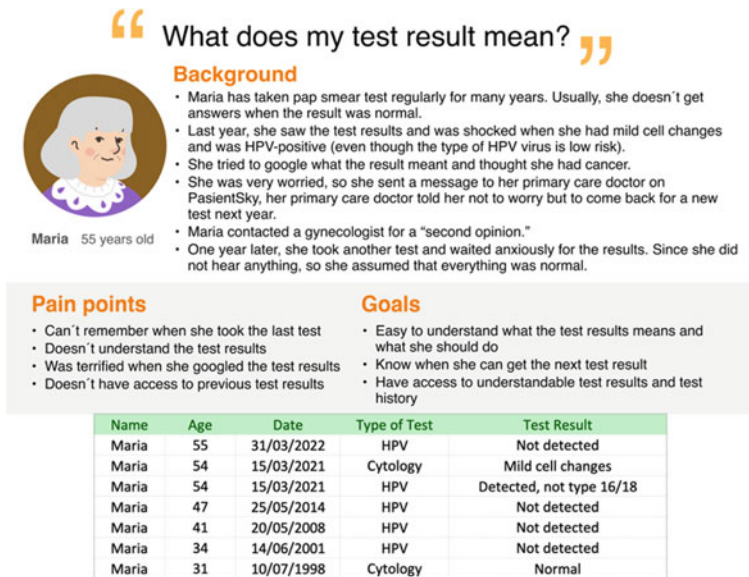 “ What does my test result mean? ”
Background
• Maria has taken pap smear test regularly for many years. Usually, she doesn´t get
answers when the result was normal.
• Last year, she saw the test results and was shocked when she had mild cell changes
and was HPV-positive (even though the type of HPV virus is low risk).
• She tried to google what the result meant and thought she had cancer.
• She was very worried, so she sent a message to her primary care doctor on
PasientSky, her primary care doctor told her not to worry but to come back for a new
test next year.
• Maria contacted a gynecologist for a “second opinion.”
• One year later, she took another test and waited anxiously for the results. Since she did
not hear anything, so she assumed that everything was normal.
Maria 55 years old
Pain points
• Can´t remember when she took the last test
• Doesn´t understand the test results
• Was terrified when she googled the test results
• Doesn´t have access to previous test results
Goals
• Easy to understand what the test results means and
what she should do
• Know when she can get the next test result
• Have access to understandable test results and test
history
Name Age Date Type of Test Test Result
Maria 55 31/03/2022 HPV Not detected
Maria 54 15/03/2021 Cytology Mild cell changes
Maria 54 15/03/2021 HPV Detected, not type 16/18
Maria 47 25/05/2014 HPV Not detected
Maria 41 20/05/2008 HPV Not detected
Maria 34 14/06/2001 HPV Not detected
Maria 31 10/07/1998 Cytology Normal